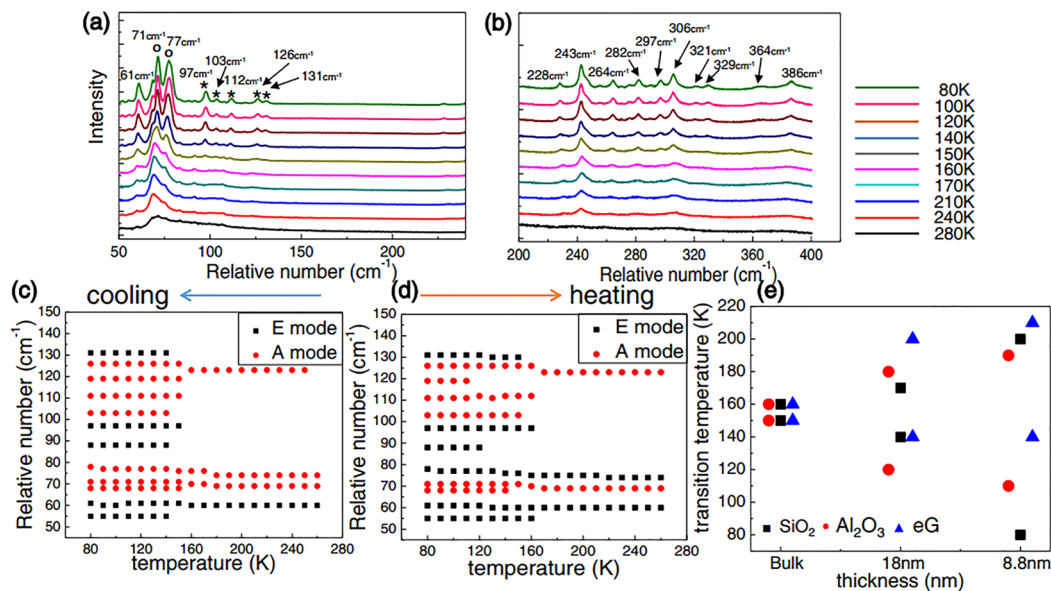 (a)
71cm-1
77cm-1
61cm-1
97cm-1
103cm-1
112cm-1
126cm-1
131cm-1
Intensity
50 100 150 200
Relative number (cm-1)
(b)
228cm-1
243cm-1
264cm-1
282cm-1
297cm-1
306cm-1
321cm-1
329cm-1
364cm-1
386cm-1
200 240 280 320 360 400
Relative number (cm-1)
80K
100K
120K
140K
150K
160K
170K
210K
240K
280K
(c)
cooling
Relative number (cm-1)
150
140
130
120
110
100
90
80
70
60
50
E mode
A mode
80 120 160 200 240 280
temperature (K)
(d)
heating
Relative number (cm-1)
150
140
130
120
110
100
90
80
70
60
50
E mode
A mode
80 120 160 200 240 280
temperature (K)
(e)
transition temperature (K)
220
200
180
160
140
120
100
80
SiO2 Al2O3 eG
Bulk 18nm 8.8nm
thickness (nm)